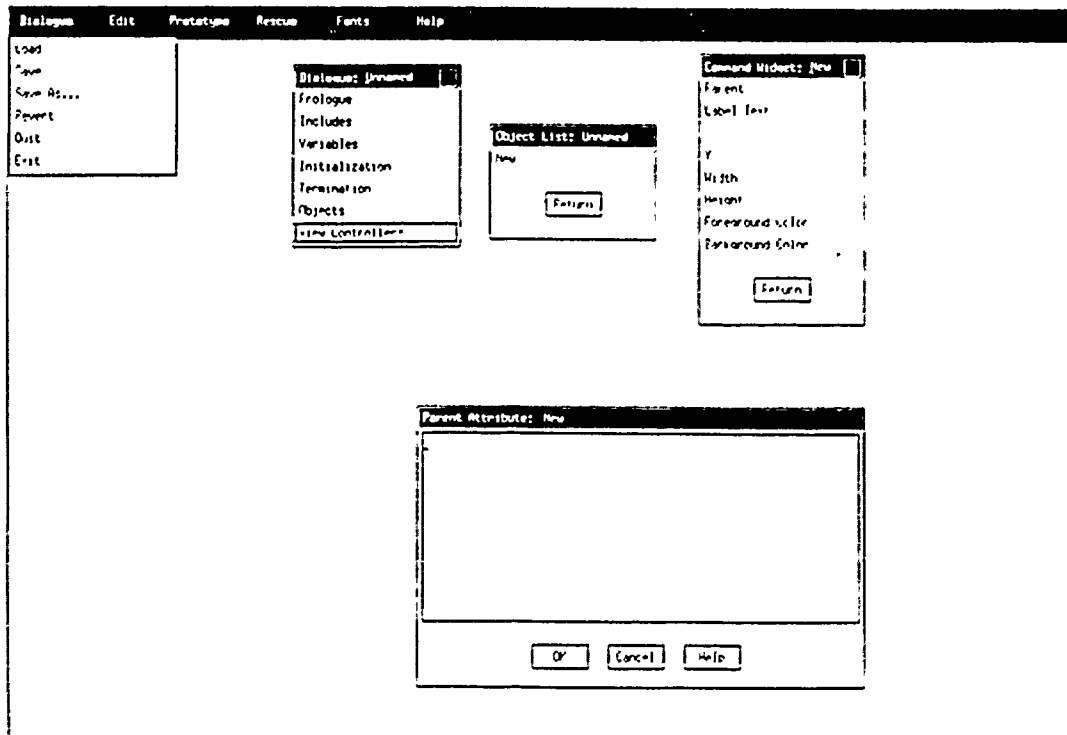 Dialogue Edit Prototype Rescue Fonts Help
Load
Save
Save As...
Revert
Quit
Exit
Dialogue: Unnamed
Prologue
Includes
Variables
Initialization
Termination
Objects
View Controllers
Object List: Unnamed
New
Return
Command Widget: New
Parent
Label Text
Y
Width
Height
Foreground Color
Background Color
Return
Parent Attribute: New
OK Cancel Help